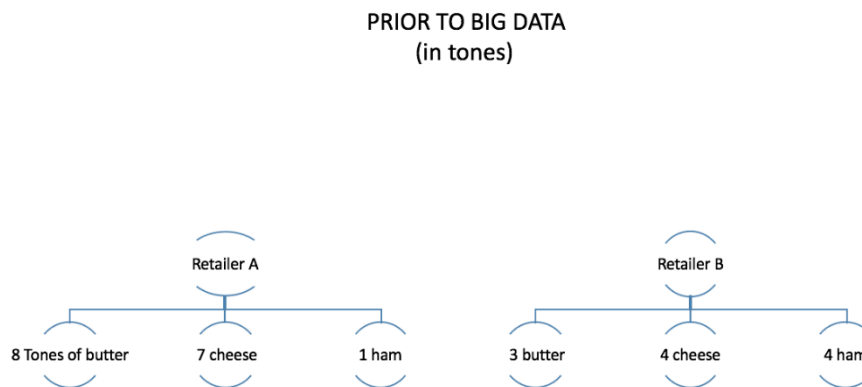 PRIOR TO BIG DATA
(in tones)
Retailer A
Retailer B
8 Tones of butter
7 cheese
1 ham
3 butter
4 cheese
4 ham